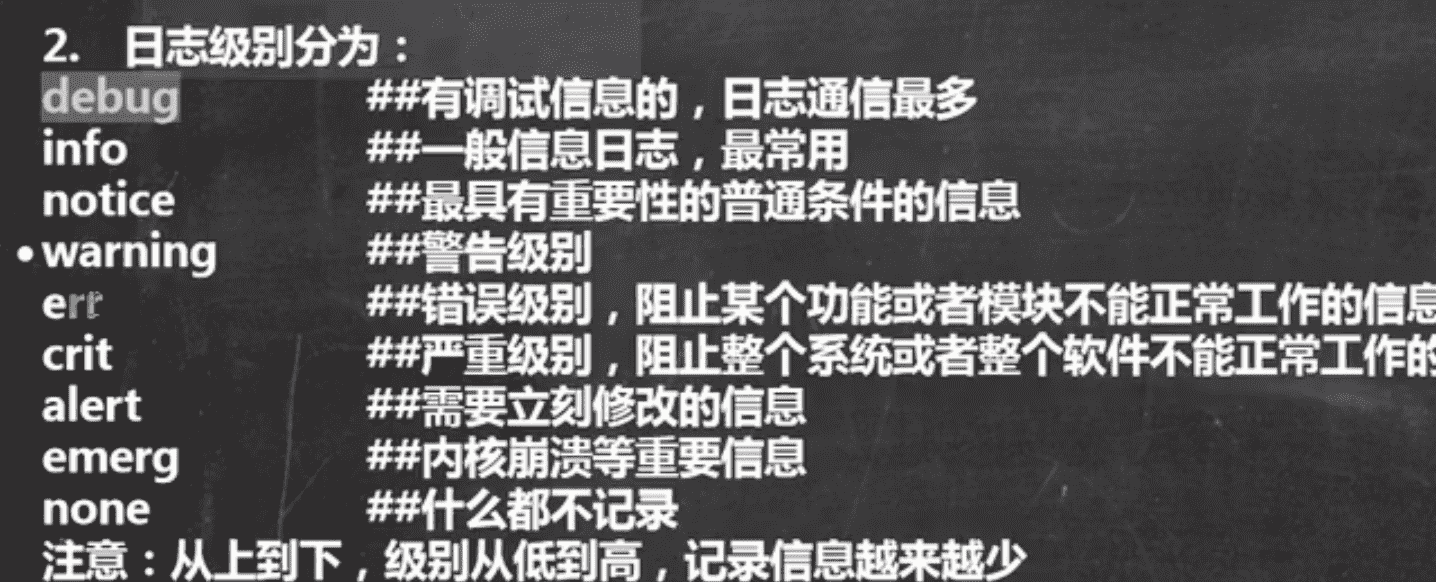 2. 日志级别分为：
debug ##有调试信息的，日志通信最多
info ##一般信息日志，最常用
notice ##最具有重要性的普通条件的信息
•warning ##警告级别
err ##错误级别，阻止某个功能或者模块不能正常工作的信息
crit ##严重级别，阻止整个系统或者整个软件不能正常工作的
alert ##需要立刻修改的信息
emerg ##内核崩溃等重要信息
none ##什么都不记录
注意：从上到下，级别从低到高，记录信息越来越少